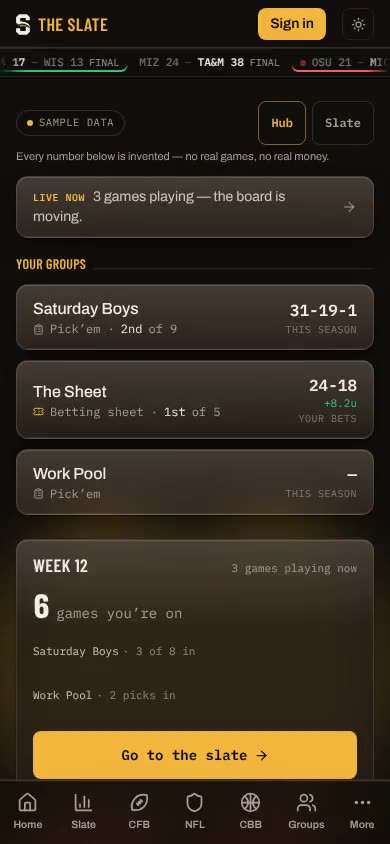 THE SLATE
Sign in
17 – WIS 13 FINAL MIZ 24 – TA&M 38 FINAL OSU 21 –
SAMPLE DATA
Hub
Slate
Every number below is invented — no real games, no real money.
LIVE NOW 3 games playing — the board is
moving.
YOUR GROUPS
Saturday Boys
31-19-1
Pick'em · 2nd of 9
THIS SEASON
The Sheet
24-18
Betting sheet · 1st of 5
+8.2u
YOUR BETS
Work Pool
—
Pick'em
THIS SEASON
WEEK 12
3 games playing now
6 games you're on
Saturday Boys · 3 of 8 in
Work Pool · 2 picks in
Go to the slate →
Home
Slate
CFB
NFL
CBB
Groups
More